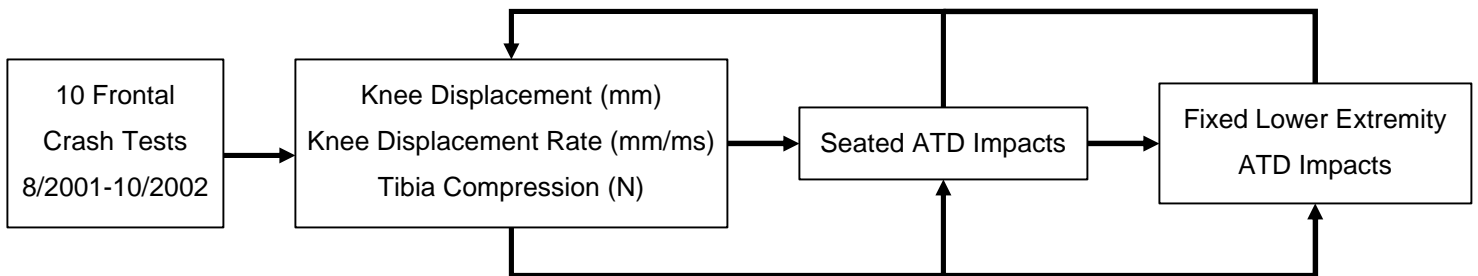 10 Frontal
Crash Tests
8/2001-10/2002
Knee Displacement (mm)
Knee Displacement Rate (mm/ms)
Tibia Compression (N)
Seated ATD Impacts
Fixed Lower Extremity
ATD Impacts